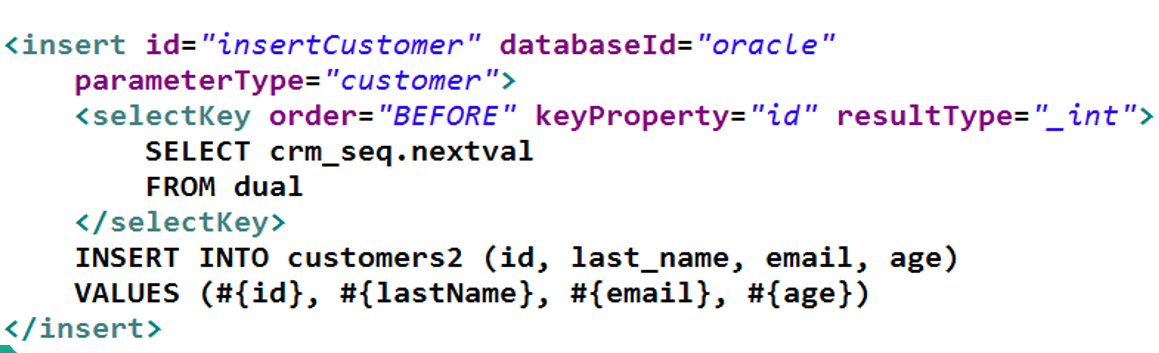 <insert id="insertCustomer" databaseId="oracle"
    parameterType="customer">
    <selectKey order="BEFORE" keyProperty="id" resultType="_int">
        SELECT crm_seq.nextval
        FROM dual
    </selectKey>
    INSERT INTO customers2 (id, last_name, email, age)
    VALUES (#{id}, #{lastName}, #{email}, #{age})
</insert>